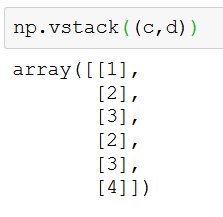 np.vstack((c,d))
array([[1],
       [2],
       [3],
       [2],
       [3],
       [4]])